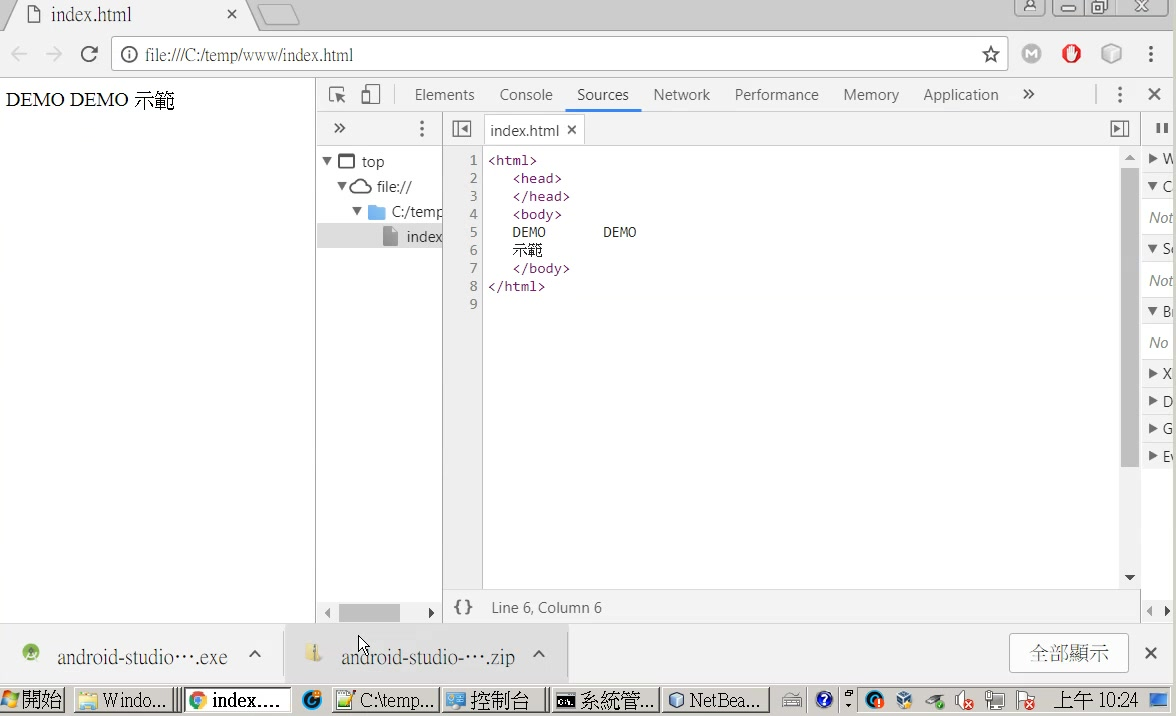 index.html
file:///C:/temp/www/index.html
DEMO DEMO 示範
Elements Console Sources Network Performance Memory Application
index.html
top
file://
C:/temp
index
1 <html>
2 <head>
3 </head>
4 <body>
5 DEMO DEMO
6 示範
7 </body>
8 </html>
9
Not
Not
No
Line 6, Column 6
android-studio⋯.exe
android-studio-⋯.zip
全部顯示
開始
Windo...
index....
C:\temp...
控制台
系統管...
NetBea...
上午 10:24